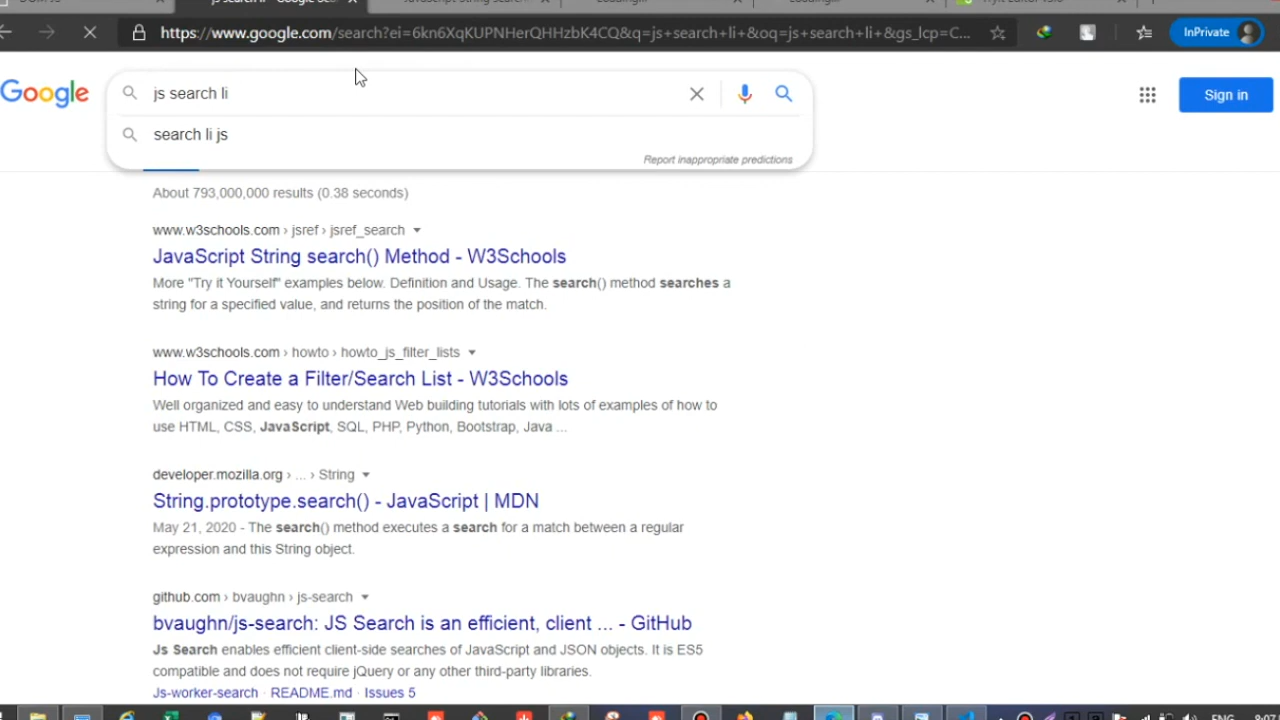 https://www.google.com/search?ei=6kn6XqKUPNHerQHHzbK4CQ&q=js+search+li+&oq=js+search+li+&gs_lcp=C...
InPrivate
Google
js search li
Sign in
search li js
Report inappropriate predictions
About 793,000,000 results (0.38 seconds)
www.w3schools.com › jsref › jsref_search
JavaScript String search() Method - W3Schools
More "Try it Yourself" examples below. Definition and Usage. The search() method searches a
string for a specified value, and returns the position of the match.
www.w3schools.com › howto › howto_js_filter_lists
How To Create a Filter/Search List - W3Schools
Well organized and easy to understand Web building tutorials with lots of examples of how to
use HTML, CSS, JavaScript, SQL, PHP, Python, Bootstrap, Java ...
developer.mozilla.org › ... › String
String.prototype.search() - JavaScript | MDN
May 21, 2020 - The search() method executes a search for a match between a regular
expression and this String object.
github.com › bvaughn › js-search
bvaughn/js-search: JS Search is an efficient, client ... - GitHub
Js Search enables efficient client-side searches of JavaScript and JSON objects. It is ES5
compatible and does not require jQuery or any other third-party libraries.
Js-worker-search · README.md · Issues 5